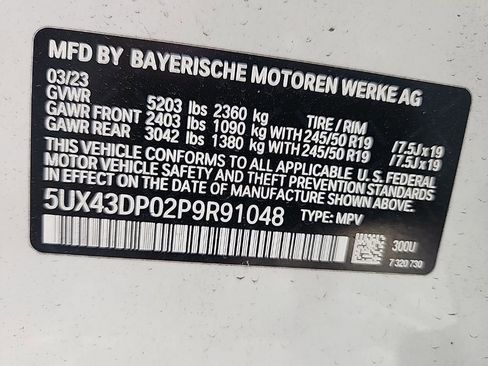 MFD BY BAYERISCHE MOTOREN WERKE AG
03/23
GVWR 5203 lbs 2360 kg TIRE / RIM
GAWR FRONT 2403 lbs 1090 kg WITH 245/50 R19 /7.5Jx19
GAWR REAR 3042 lbs 1380 kg WITH 245/50 R19 /7.5Jx19
THIS VEHICLE CONFORMS TO ALL APPLICABLE U. S. FEDERAL
MOTOR VEHICLE SAFETY AND THEFT PREVENTION STANDARDS
IN EFFECT ON THE DATE OF MANUFACTURE SHOWN ABOVE.
5UX43DP02P9R91048 TYPE: MPV
300U
7 320 730